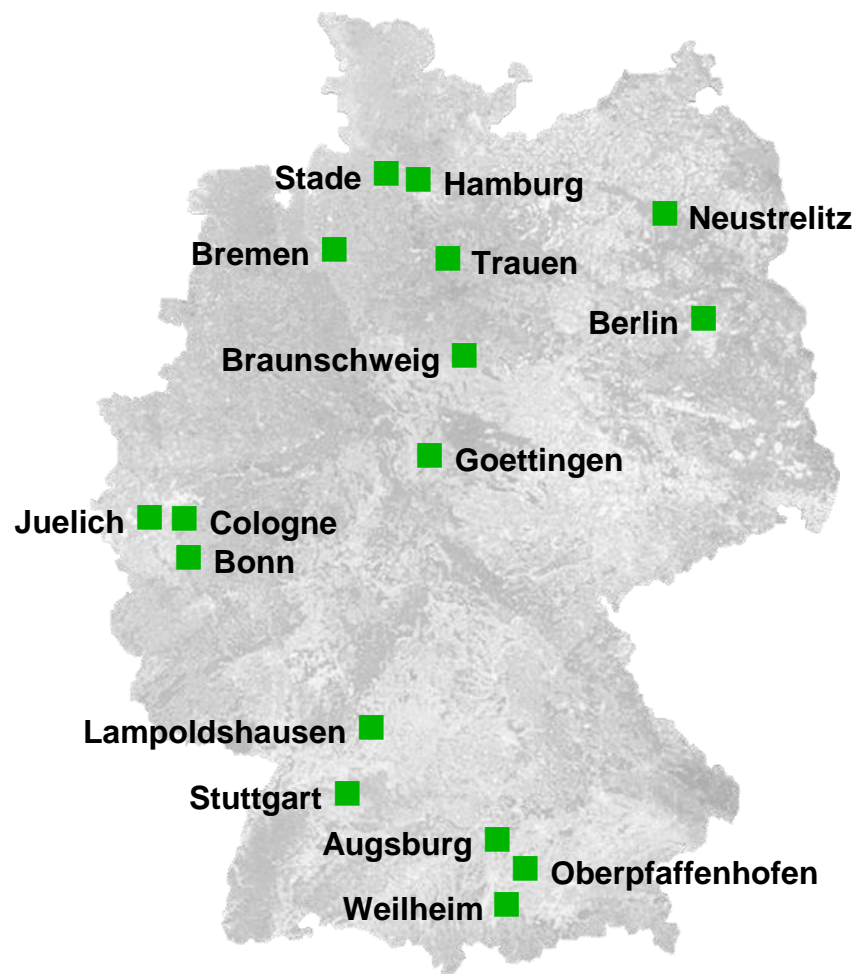 Stade
Hamburg
Neustrelitz
Bremen
Trauen
Berlin
Braunschweig
Goettingen
Juelich
Cologne
Bonn
Lampoldshausen
Stuttgart
Augsburg
Oberpfaffenhofen
Weilheim